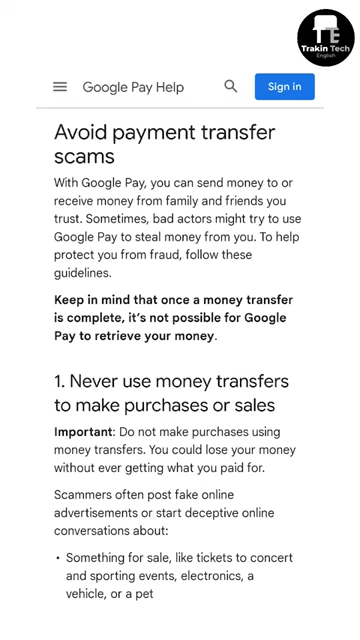 Trakin Tech
English
Google Pay Help
Sign in
Avoid payment transfer
scams
With Google Pay, you can send money to or
receive money from family and friends you
trust. Sometimes, bad actors might try to use
Google Pay to steal money from you. To help
protect you from fraud, follow these
guidelines.
Keep in mind that once a money transfer
is complete, it's not possible for Google
Pay to retrieve your money.
1. Never use money transfers
to make purchases or sales
Important: Do not make purchases using
money transfers. You could lose your money
without ever getting what you paid for.
Scammers often post fake online
advertisements or start deceptive online
conversations about:
• Something for sale, like tickets to concert
and sporting events, electronics, a
vehicle, or a pet